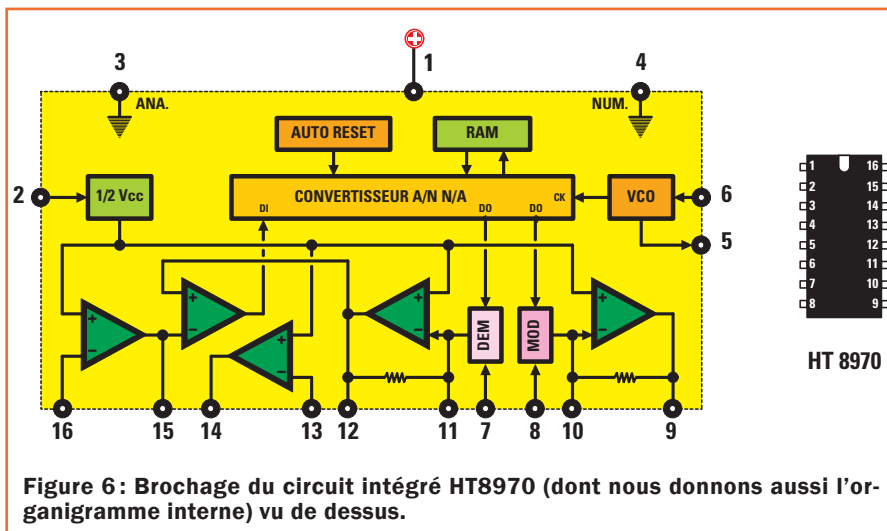 3 1 4
ANA. NUM.
AUTO RESET RAM
2 1/2 Vcc CONVERTISSEUR A/N N/A VCO 6
DI DO DO CK
5
+ + + + +
− − − − −
DEM MOD
16 15 14 13 12 11 7 8 10 9
1 16
2 15
3 14
4 13
5 12
6 11
7 10
8 9
HT 8970
Figure 6: Brochage du circuit intégré HT8970 (dont nous donnons aussi l'or-
ganigramme interne) vu de dessus.